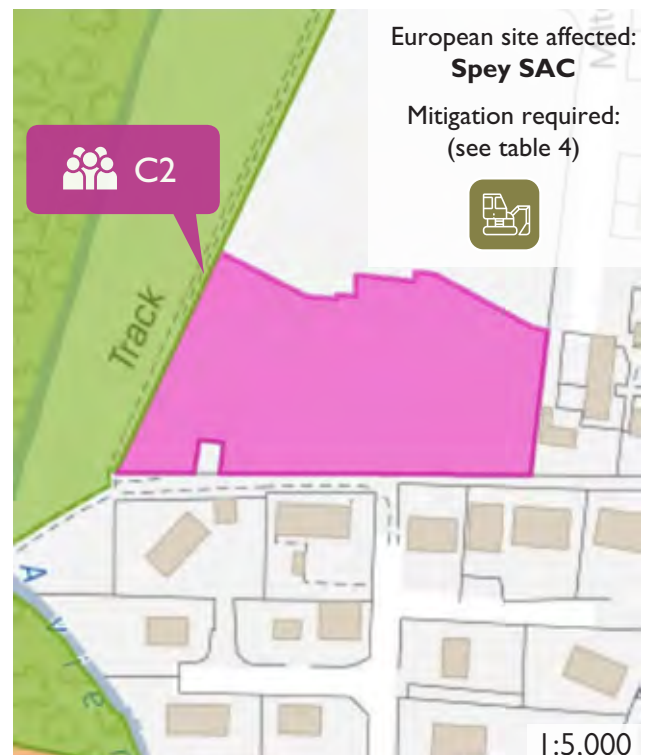 European site affected:
Spey SAC
Mitigation required:
(see table 4)
C2
Track
A v i e
1:5,000